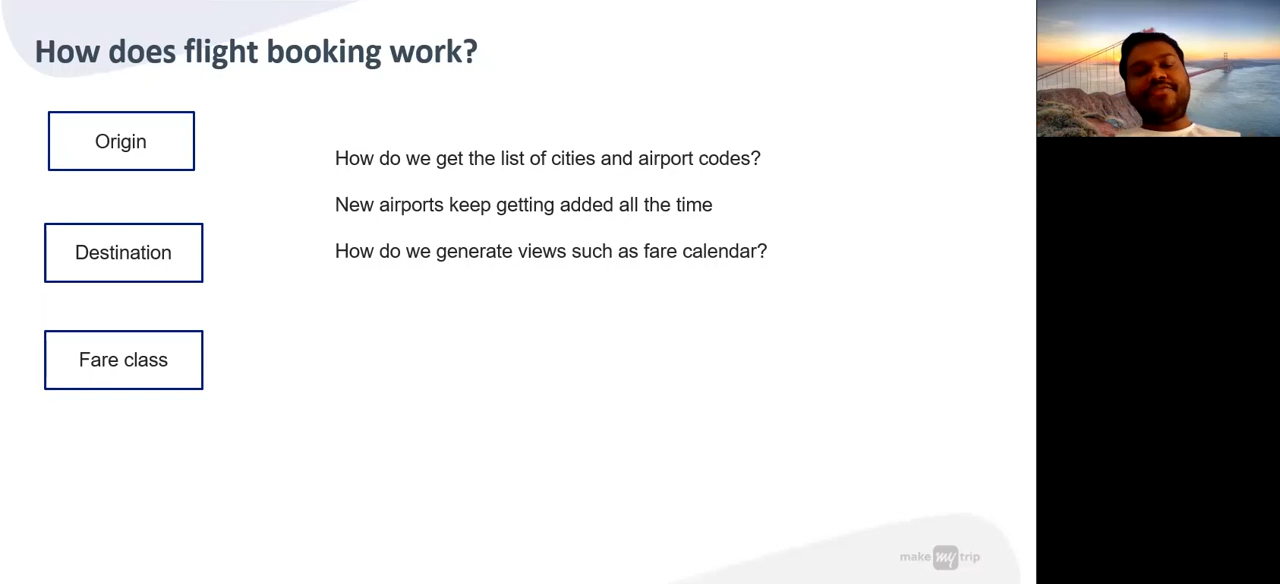 How does flight booking work?
Origin
How do we get the list of cities and airport codes?
New airports keep getting added all the time
Destination
How do we generate views such as fare calendar?
Fare class
make my trip